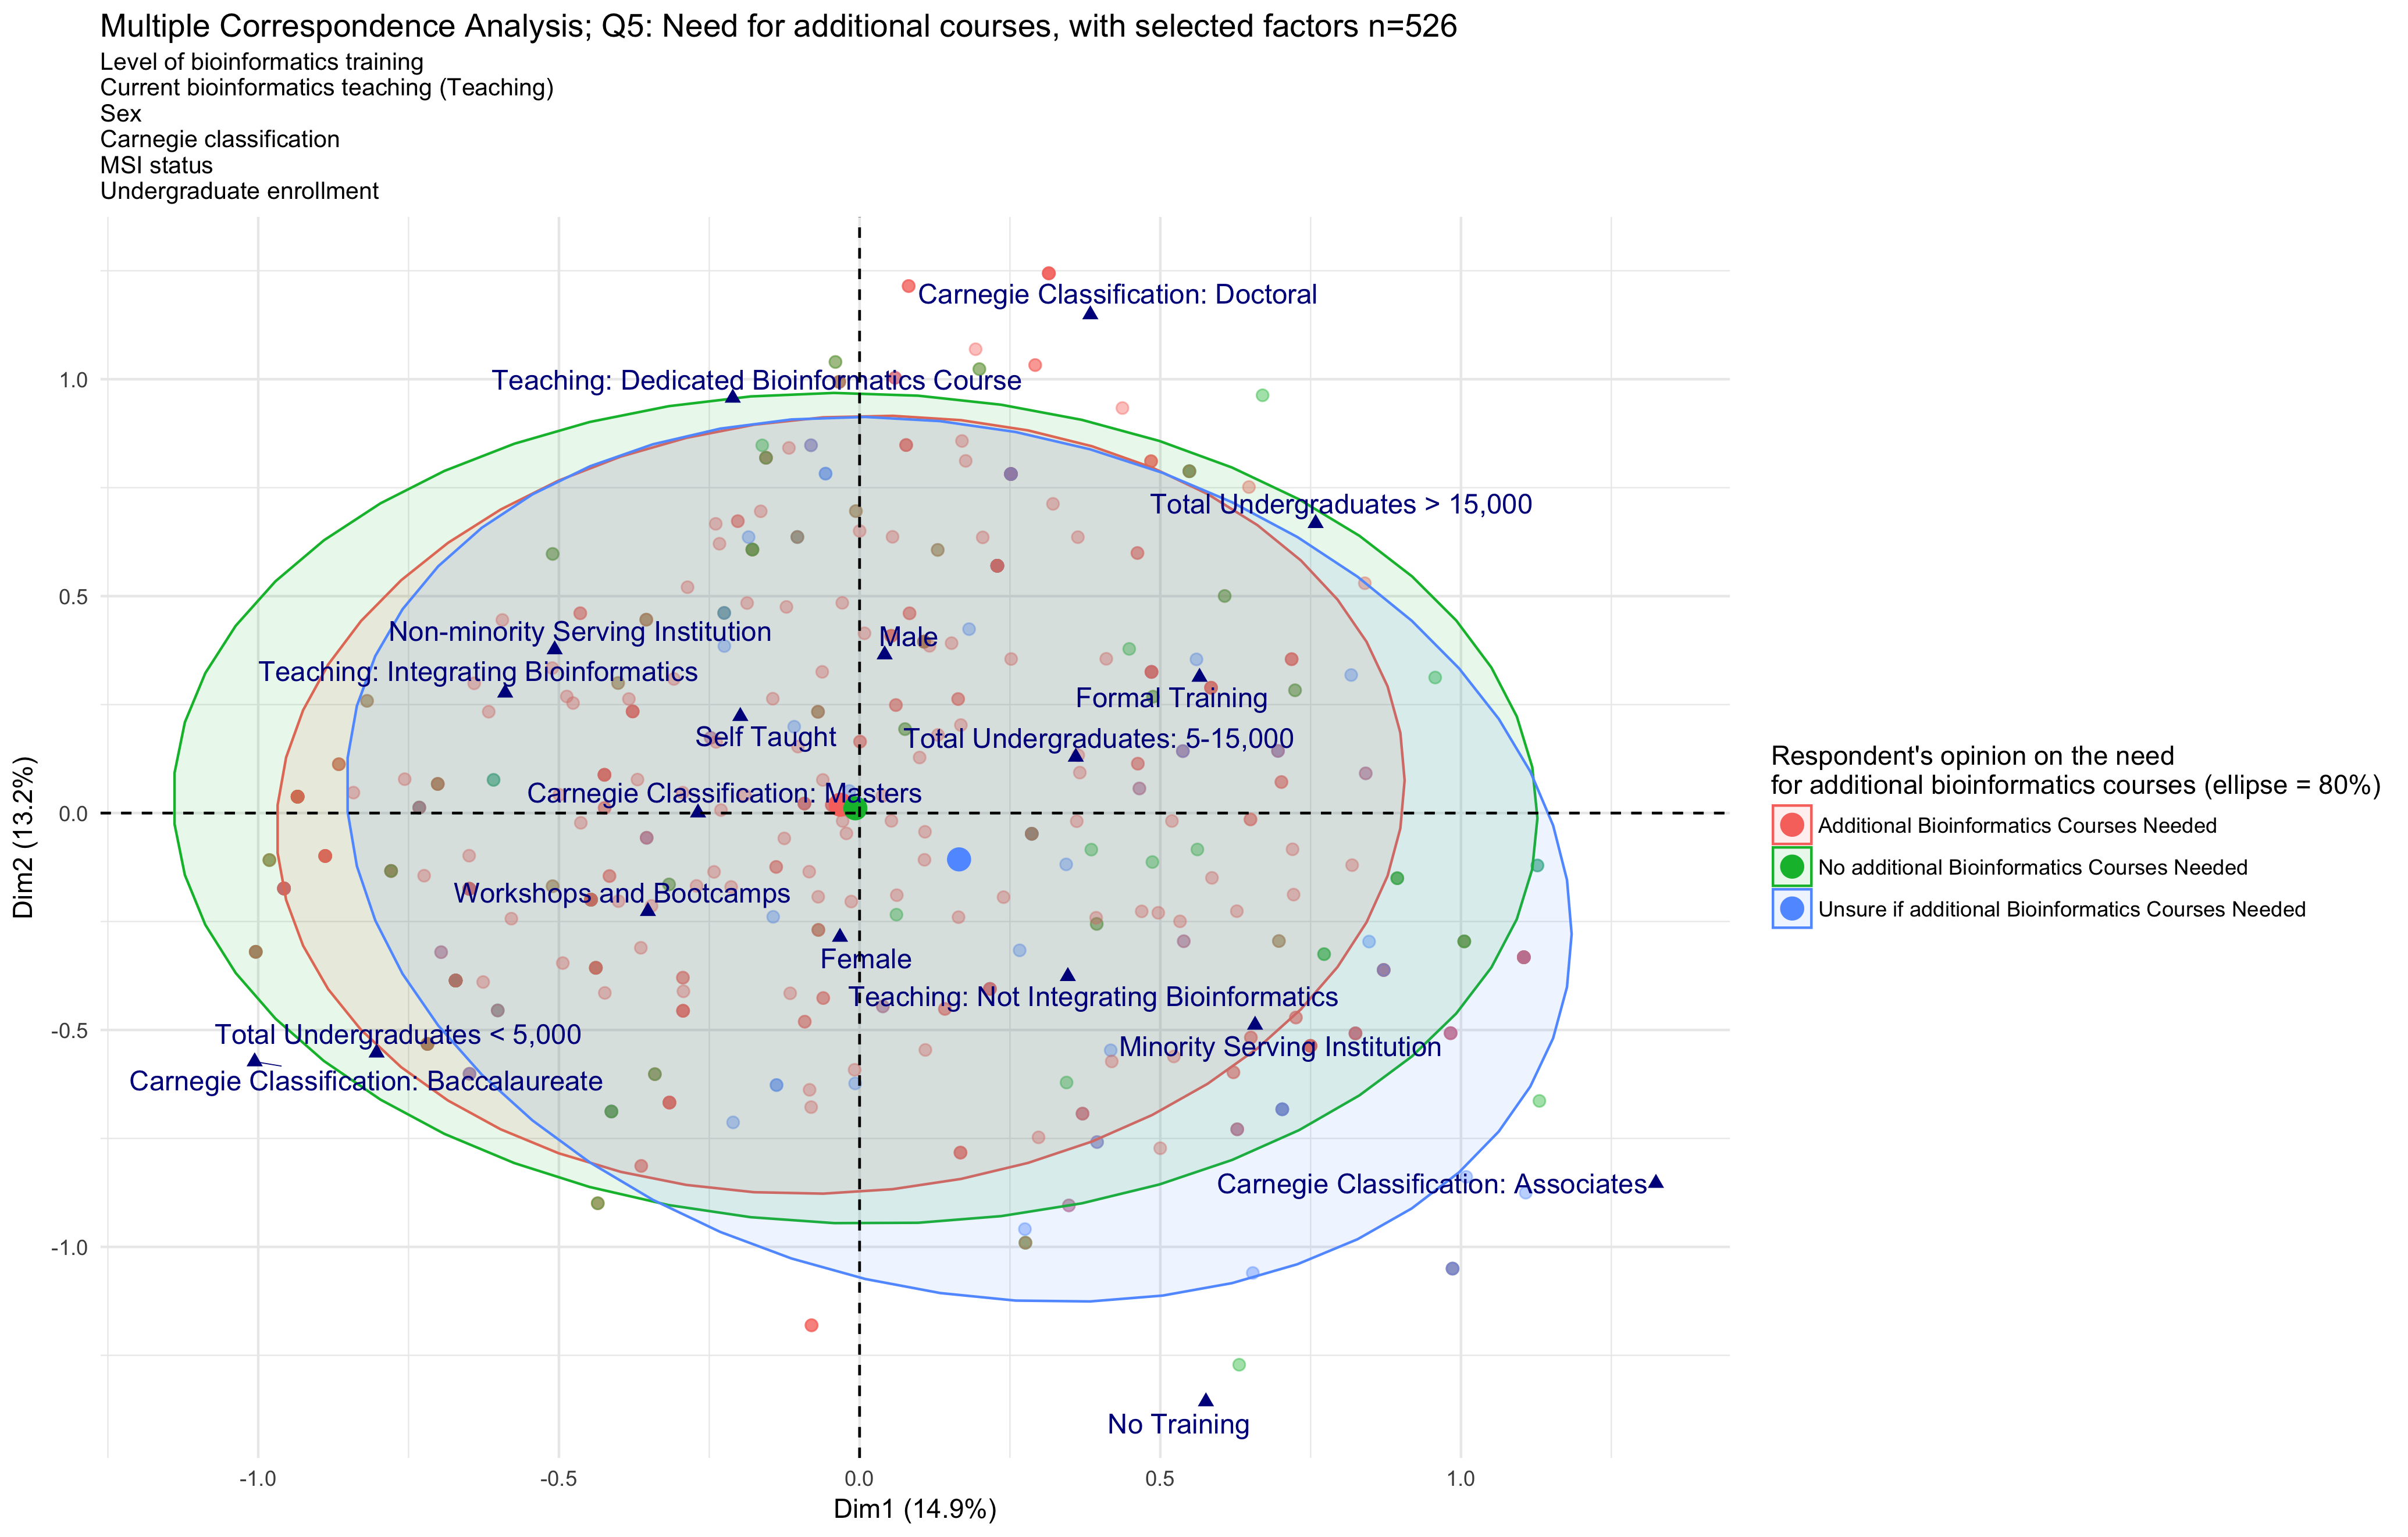 Multiple Correspondence Analysis; Q5: Need for additional courses, with selected factors n=526
Level of bioinformatics training
Current bioinformatics teaching (Teaching)
Sex
Carnegie classification
MSI status
Undergraduate enrollment
Carnegie Classification: Doctoral
Teaching: Dedicated Bioinformatics Course
Total Undergraduates > 15,000
Non-minority Serving Institution
Male
Teaching: Integrating Bioinformatics
Formal Training
Self Taught
Total Undergraduates: 5-15,000
Carnegie Classification: Masters
Workshops and Bootcamps
Female
Teaching: Not Integrating Bioinformatics
Total Undergraduates < 5,000
Minority Serving Institution
Carnegie Classification: Baccalaureate
Carnegie Classification: Associates
No Training
1.0
0.5
0.0
-0.5
-1.0
Dim2 (13.2%)
-1.0
-0.5
0.0
0.5
1.0
Dim1 (14.9%)
Respondent's opinion on the need
for additional bioinformatics courses (ellipse = 80%)
Additional Bioinformatics Courses Needed
No additional Bioinformatics Courses Needed
Unsure if additional Bioinformatics Courses Needed